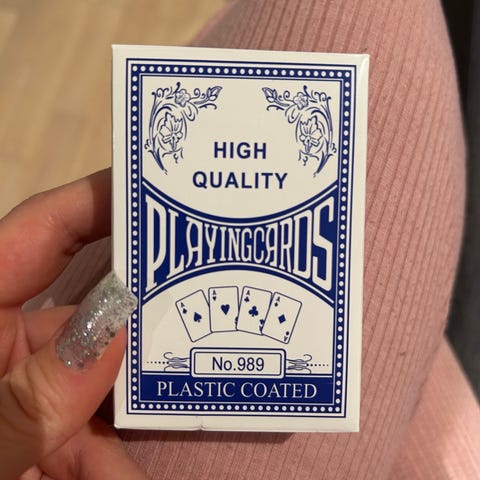 HIGH
QUALITY
PLAYINGCARDS
A A A A
No.989
PLASTIC COATED